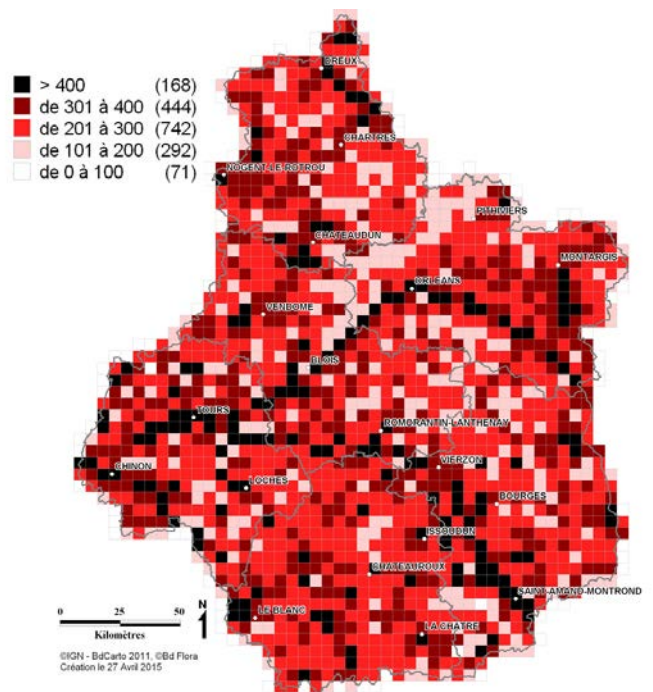 > 400 (168)
de 301 à 400 (444)
de 201 à 300 (742)
de 101 à 200 (292)
de 0 à 100 (71)
DREUX
CHARTRES
NOGENT-LE-ROTROU
PITHIVIERS
CHATEAUDUN
MONTARGIS
ORLEANS
VENDOME
BLOIS
TOURS
ROMORANTIN-LANTHENAY
CHINON
VIERZON
LOCHES
BOURGES
ISSOUDUN
CHATEAUROUX
SAINT-AMAND-MONTROND
LE BLANC
LA CHATRE
0 25 50
Kilomètres
N
©IGN - BdCarto 2011, ©Bd Flora
Création le 27 Avril 2015